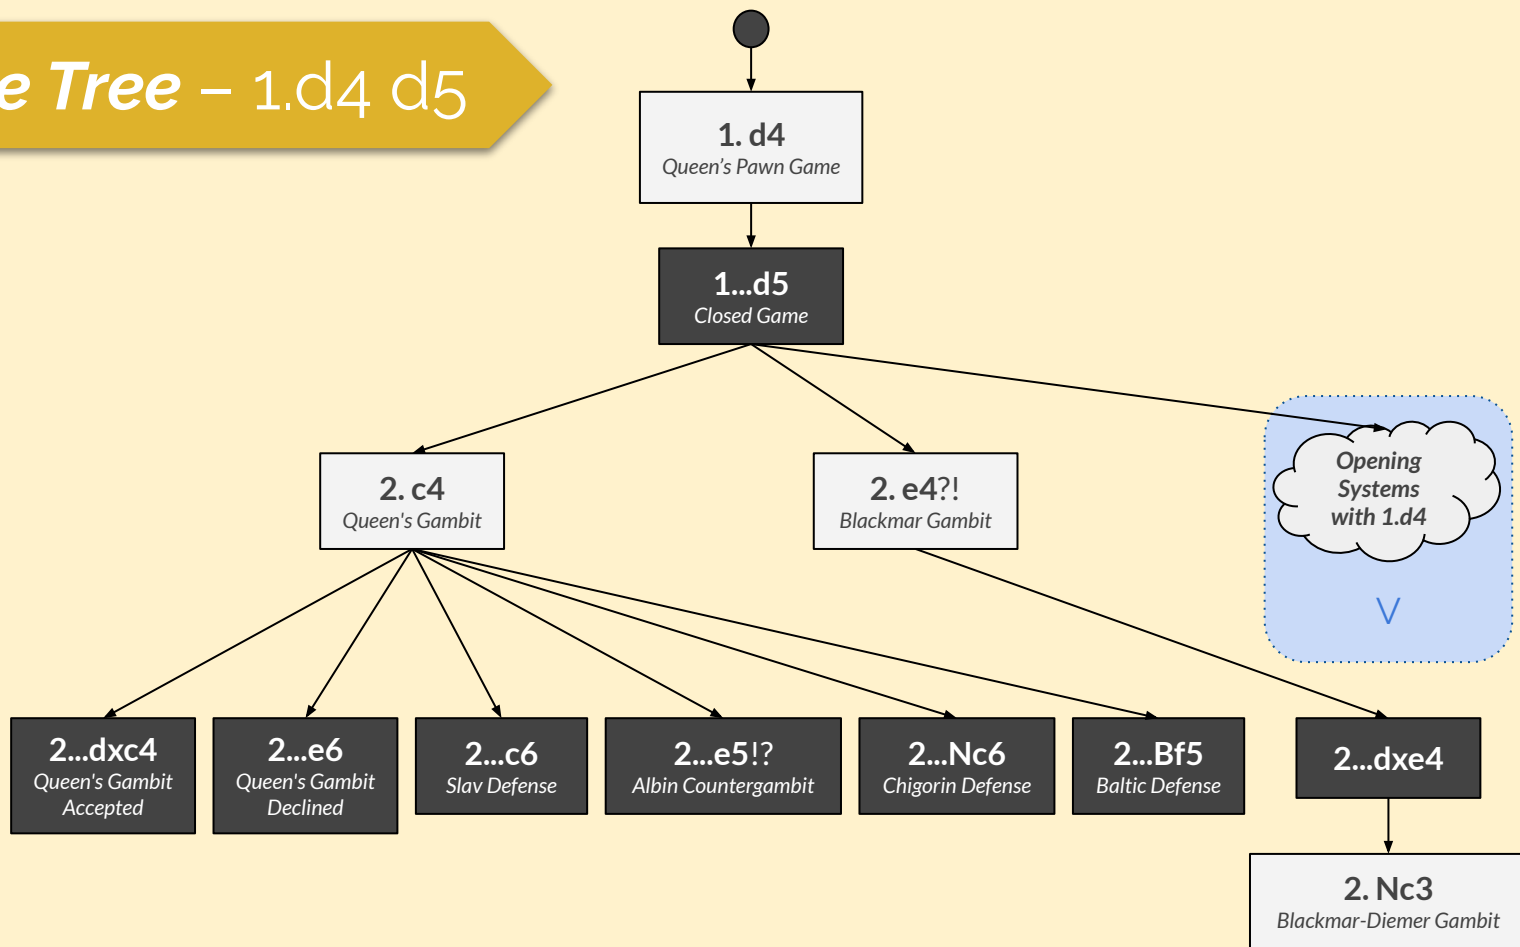 e Tree – 1.d4 d5
1. d4
Queen's Pawn Game
1...d5
Closed Game
2. c4
Queen's Gambit
2. e4?!
Blackmar Gambit
Opening
Systems
with 1.d4
V
2...dxc4
Queen's Gambit
Accepted
2...e6
Queen's Gambit
Declined
2...c6
Slav Defense
2...e5!?
Albin Countergambit
2...Nc6
Chigorin Defense
2...Bf5
Baltic Defense
2...dxe4
2. Nc3
Blackmar-Diemer Gambit